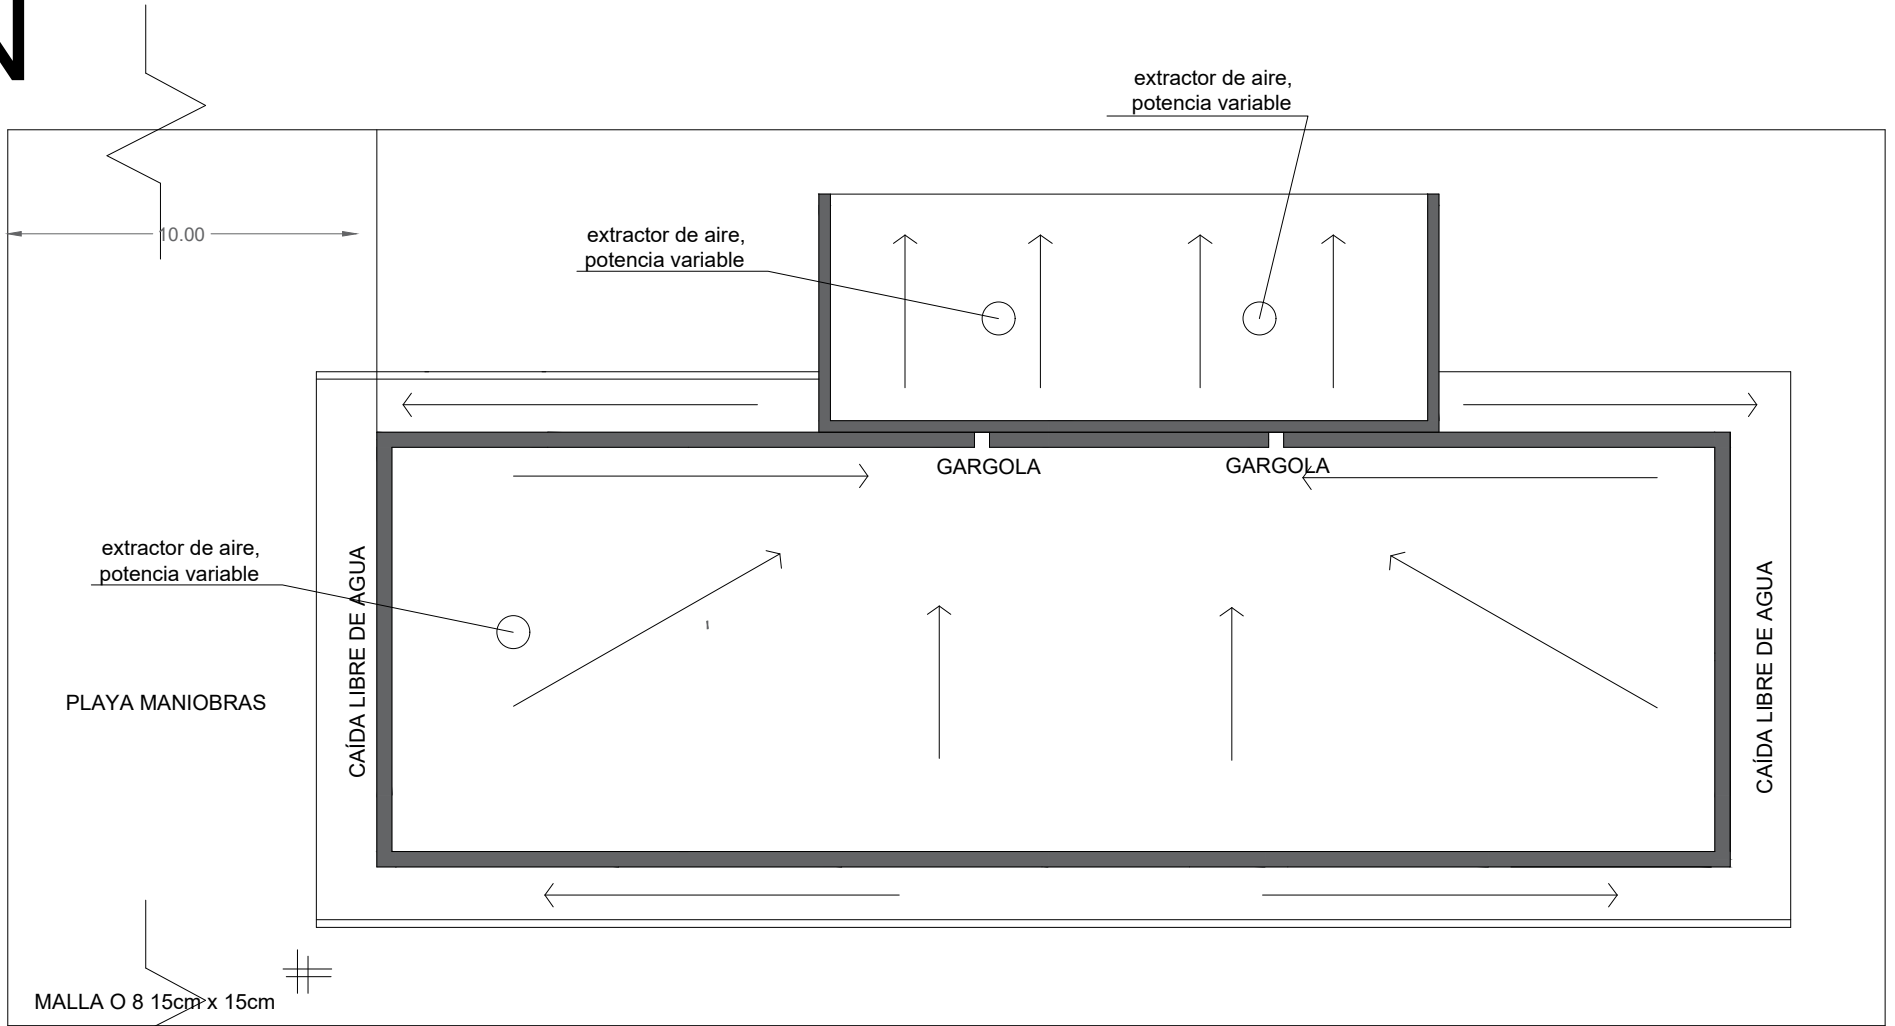 N
extractor de aire,
potencia variable
10.00
extractor de aire,
potencia variable
GARGOLA
GARGOLA
extractor de aire,
potencia variable
CAÍDA LIBRE DE AGUA
CAÍDA LIBRE DE AGUA
PLAYA MANIOBRAS
MALLA O 8 15cm x 15cm